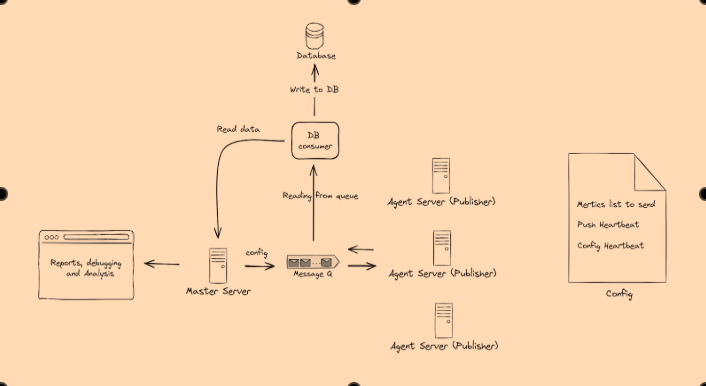 Database
Write to DB
DB
consumer
Read data
Reading from queue
Agent Server (Publisher)
Mertics list to send
Push Heartbeat
Config Heartbeat
Reports, debugging
and Analysis
config
Message Q
Agent Server (Publisher)
Master Server
Config
Agent Server (Publisher)